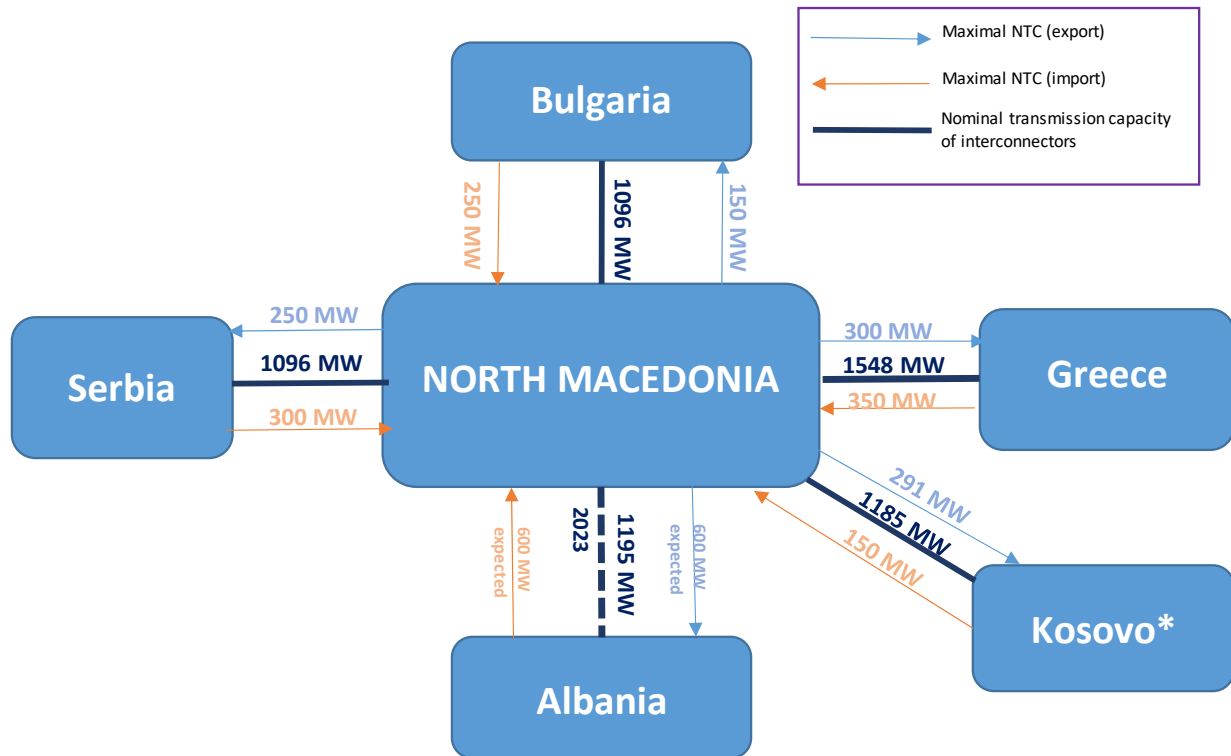 Maximal NTC (export)
Maximal NTC (import)
Nominal transmission capacity
of interconnectors
Bulgaria
250 MW
1096 MW
150 MW
Serbia
250 MW
1096 MW
300 MW
NORTH MACEDONIA
300 MW
1548 MW
350 MW
Greece
291 MW
1185 MW
150 MW
Kosovo*
600 MW
expected
2023
1195 MW
600 MW
expected
Albania